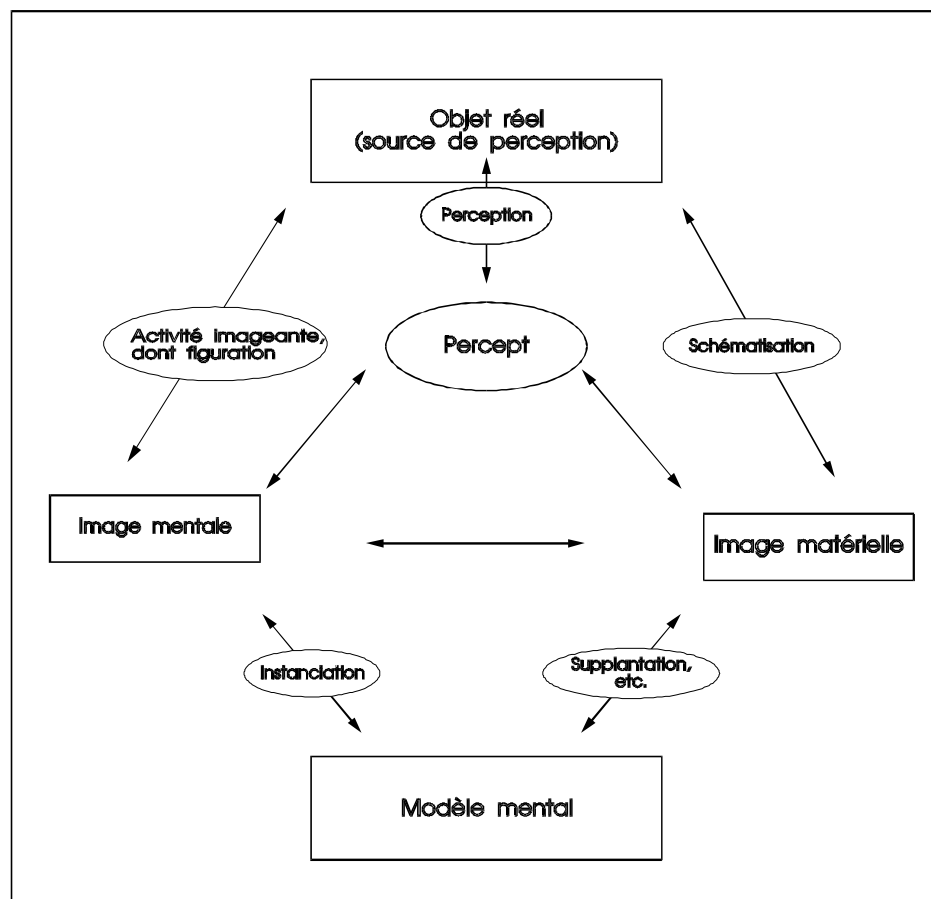 Objet réel
(source de perception)
Perception
Activité imageante,
dont figuration
Percept
Schématisation
Image mentale
Image matérielle
Instanciation
Supplantation,
etc.
Modèle mental